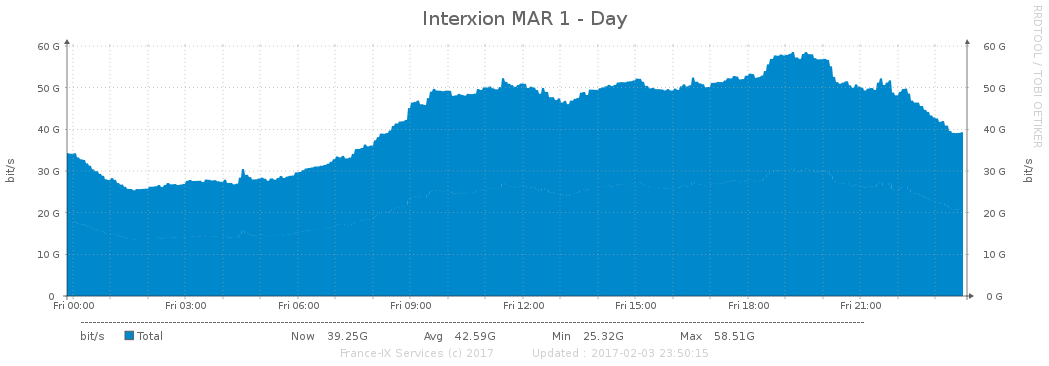 Interxion MAR 1 - Day
RRDTOOL / TOBI OETIKER
60 G 60 G
50 G 50 G
40 G 40 G
30 G 30 G
20 G 20 G
10 G 10 G
0 0 G
bit/s bit/s
Fri 00:00 Fri 03:00 Fri 06:00 Fri 09:00 Fri 12:00 Fri 15:00 Fri 18:00 Fri 21:00
bit/s Total Now 39.25G Avg 42.59G Min 25.32G Max 58.51G
France-IX Services (c) 2017 Updated : 2017-02-03 23:50:15